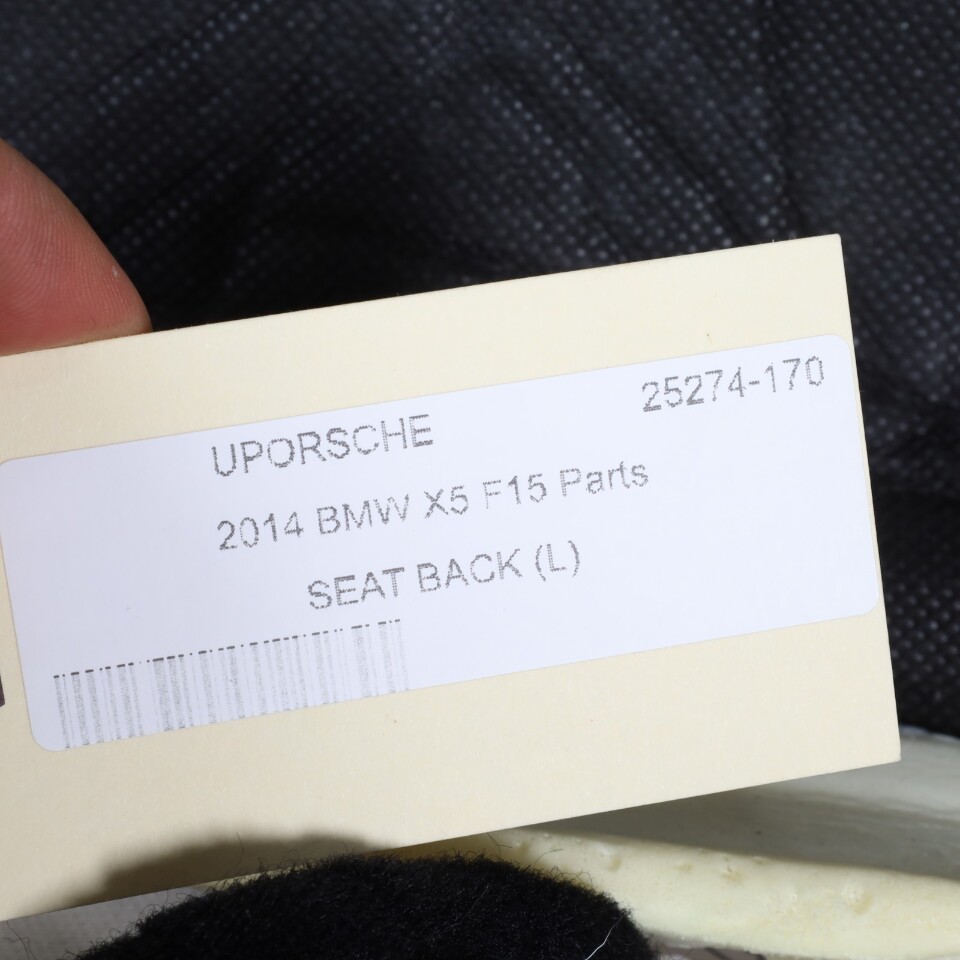 25274-170
UPORSCHE
2014 BMW X5 F15 Parts
SEAT BACK (L)